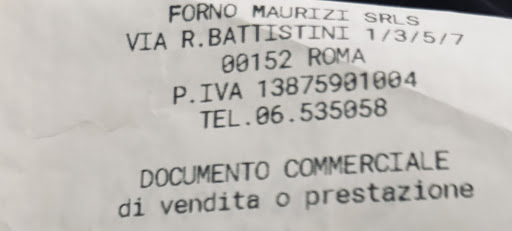 FORNO MAURIZI SRLS
VIA R.BATTISTINI 1/3/5/7
00152 ROMA
P.IVA 13875901004
TEL.06.535058
DOCUMENTO COMMERCIALE
di vendita o prestazione